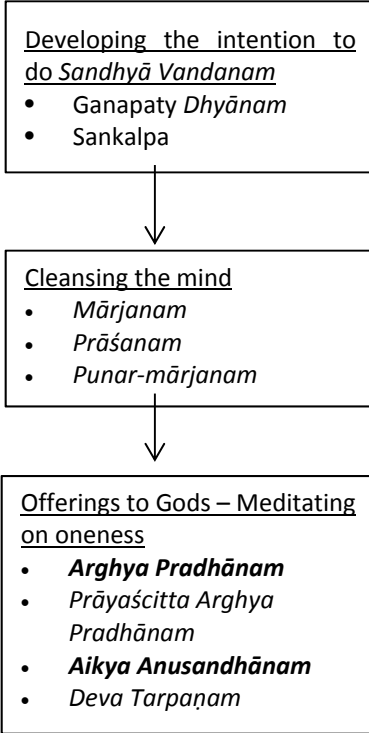 Developing the intention to
do Sandhyā Vandanam
• Ganapaty Dhyānam
• Sankalpa
Cleansing the mind
• Mārjanam
• Prāśanam
• Punar-mārjanam
Offerings to Gods – Meditating
on oneness
• Arghya Pradhānam
• Prāyaścitta Arghya
Pradhānam
• Aikya Anusandhānam
• Deva Tarpaṇam